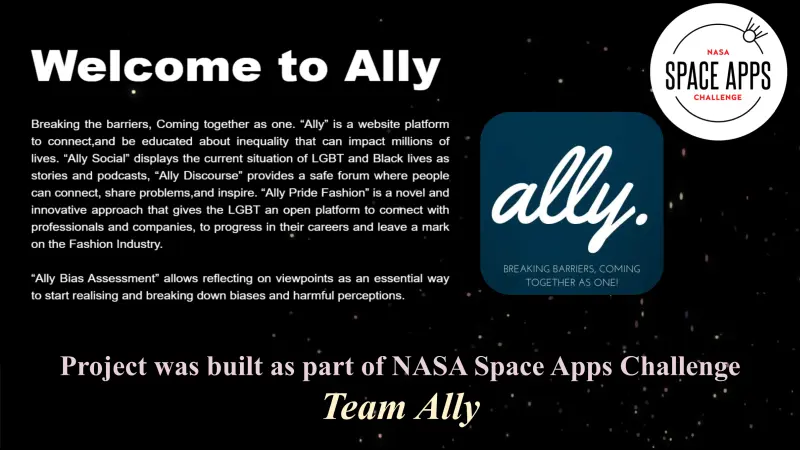 Welcome to Ally
Breaking the barriers, Coming together as one. “Ally” is a website platform
to connect,and be educated about inequality that can impact millions of
lives. “Ally Social” displays the current situation of LGBT and Black lives as
stories and podcasts, “Ally Discourse” provides a safe forum where people
can connect, share problems,and inspire. “Ally Pride Fashion” is a novel and
innovative approach that gives the LGBT an open platform to connect with
professionals and companies, to progress in their careers and leave a mark
on the Fashion Industry.
“Ally Bias Assessment” allows reflecting on viewpoints as an essential way
to start realising and breaking down biases and harmful perceptions.
NASA
SPACE APPS
CHALLENGE
ally.
BREAKING BARRIERS, COMING
TOGETHER AS ONE!
Project was built as part of NASA Space Apps Challenge
Team Ally